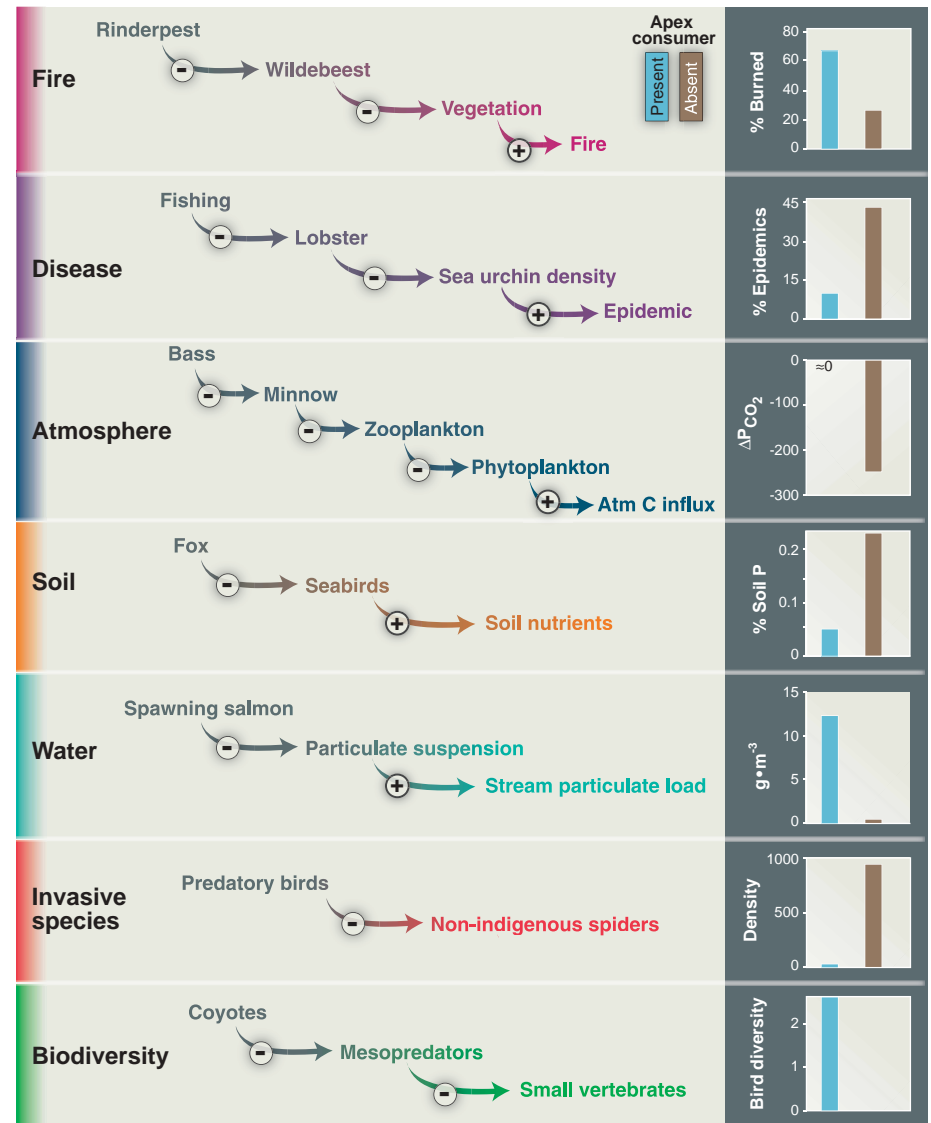 Fire
Rinderpest
-
Wildebeest
-
Vegetation
+
Fire
Apex
consumer
Present
Absent
% Burned
80
60
40
20
0
Disease
Fishing
-
Lobster
-
Sea urchin density
+
Epidemic
% Epidemics
45
30
15
0
Atmosphere
Bass
-
Minnow
-
Zooplankton
-
Phytoplankton
+
Atm C influx
ΔPCO2
≈0
0
-100
-200
-300
Soil
Fox
-
Seabirds
+
Soil nutrients
% Soil P
0.2
0.1
0
Water
Spawning salmon
-
Particulate suspension
+
Stream particulate load
g•m-3
15
10
5
0
Invasive
species
Predatory birds
-
Non-indigenous spiders
Density
1000
500
0
Biodiversity
Coyotes
-
Mesopredators
-
Small vertebrates
Bird diversity
2
1
0